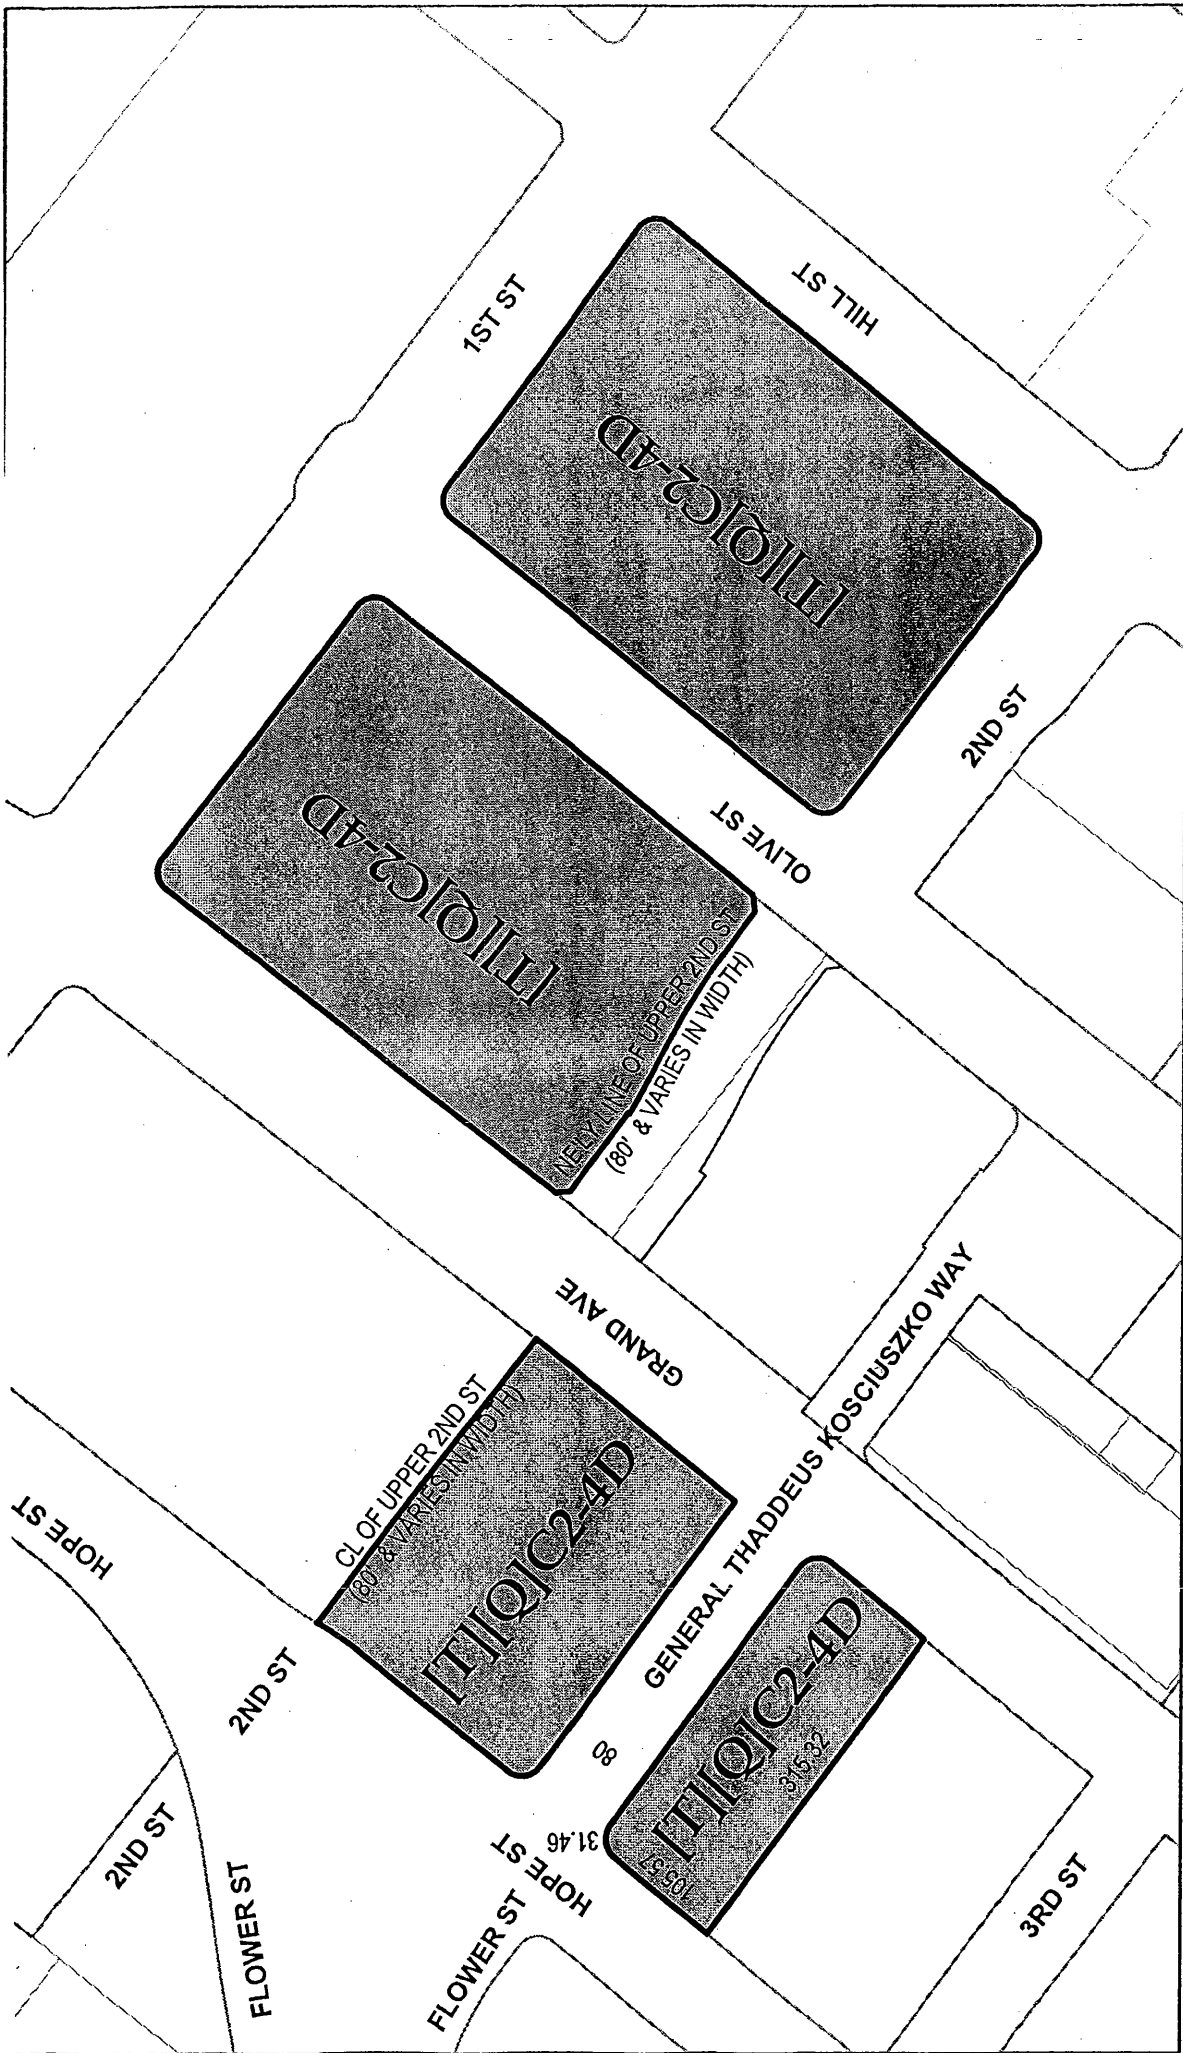 1ST ST
HILL ST
[T][Q]C2-4D
[T][Q]C2-4D
2ND ST
OLIVE ST
NE'LY LINE OF UPPER 2ND ST
(80' & VARIES IN WIDTH)
GRAND AVE
CL OF UPPER 2ND ST
(80' & VARIES IN WIDTH)
[T][Q]C2-4D
HOPE ST
2ND ST
GENERAL THADDEUS KOSCIUSZKO WAY
80
[T][Q]C2-4D
315.32
105.57
31.46
HOPE ST
2ND ST
FLOWER ST
FLOWER ST
3RD ST